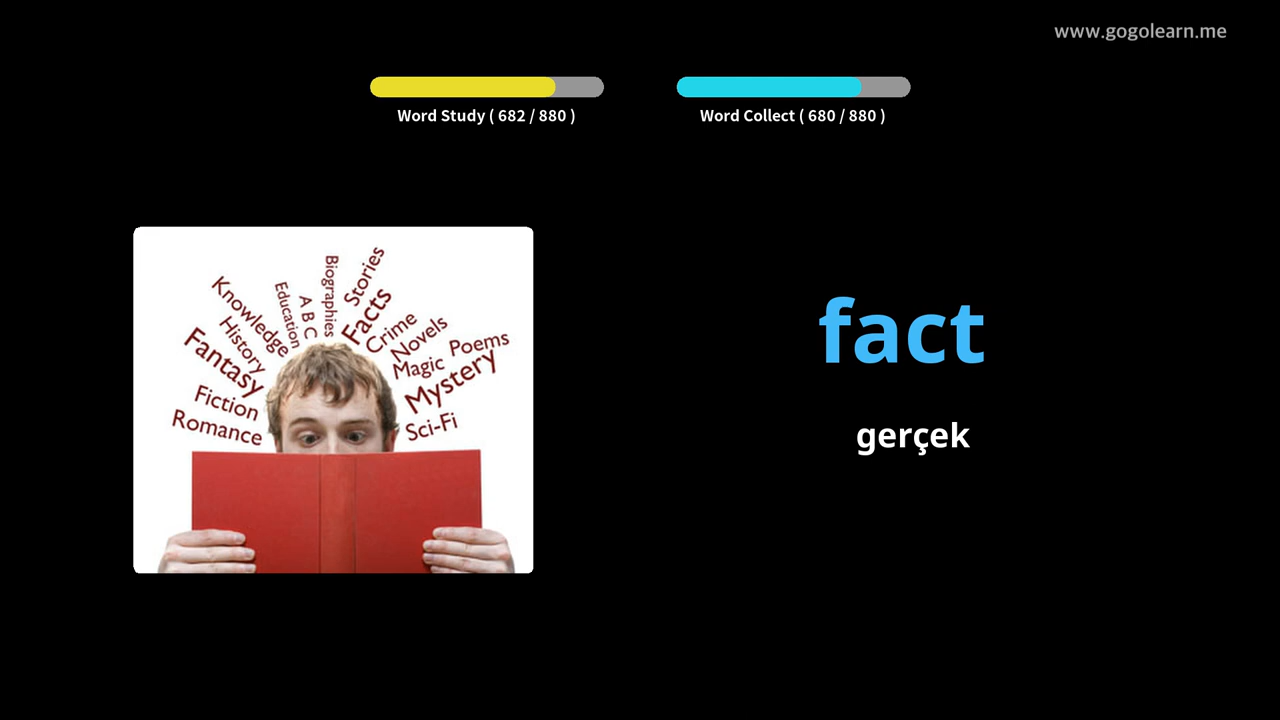 www.gogolearn.me
Word Study ( 682 / 880 )
Word Collect ( 680 / 880 )
Romance
Fiction
Fantasy
History
Knowledge
Education
A B C
Biographies
Stories
Facts
Crime
Novels
Magic
Poems
Mystery
Sci-Fi
fact
gerçek